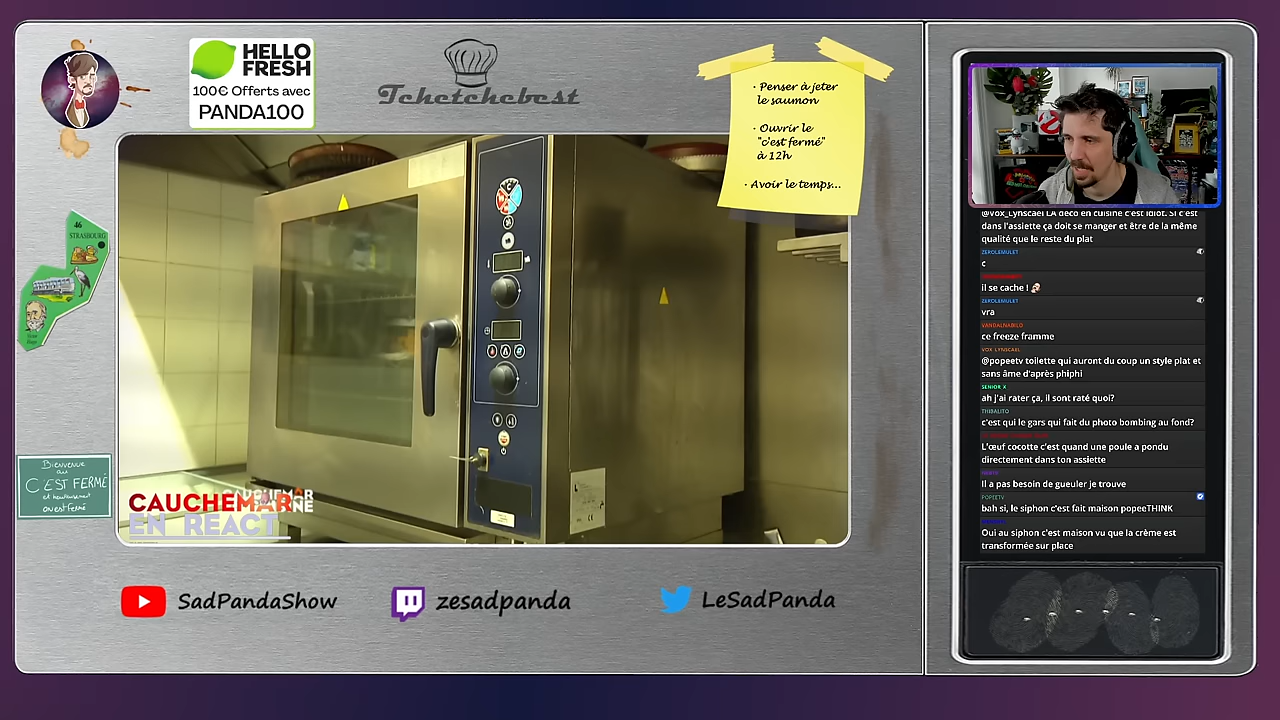 HELLO
FRESH
100€ Offerts avec
PANDA100
Tchetchebest
· Penser à jeter
le saumon
· Ouvrir le
"c'est fermé"
à 12h
· Avoir le temps...
46
STRASBOURG
BIENVENUE
au
C'EST FERMÉ
on est fermé
CAUCHEMAR
EN REACT
SadPandaShow
zesadpanda
LeSadPanda
@Vox_Lynscael LA déco en cuisine c'est idiot. Si c'est
dans l'assiette ça doit se manger et être de la même
qualité que le reste du plat
ZEROLEMULET
c
il se cache !
ZEROLEMULET
vra
VANDALNABILO
ce freeze framme
VOX_LYNSCAEL
@popeetv toilette qui auront du coup un style plat et
sans âme d'après phiphi
SENIOR_X
ah j'ai rater ça, il sont raté quoi?
THIBALITO
c'est qui le gars qui fait du photo bombing au fond?
L'œuf cocotte c'est quand une poule a pondu
directement dans ton assiette
Il a pas besoin de gueuler je trouve
POPEETV
bah si, le siphon c'est fait maison popeeTHINK
Oui au siphon c'est maison vu que la crème est
transformée sur place